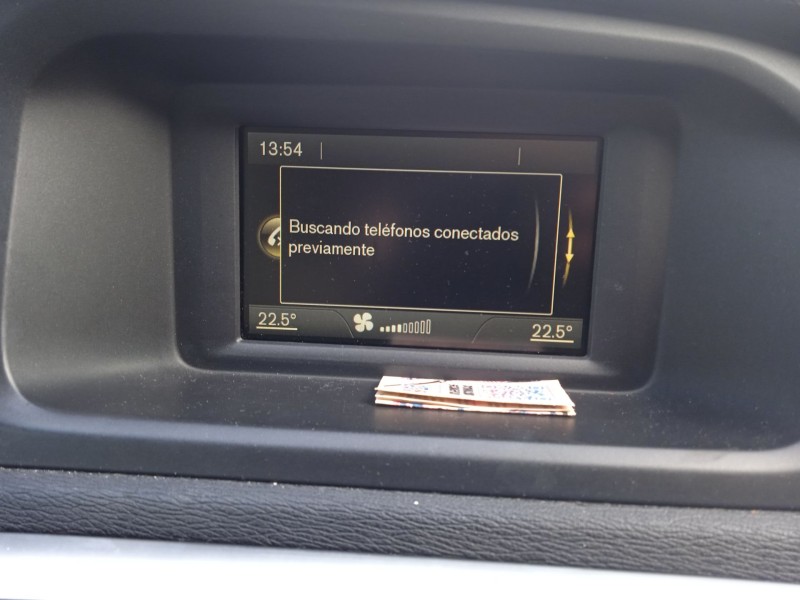 13:54
Buscando teléfonos conectados
previamente
22.5°
22.5°